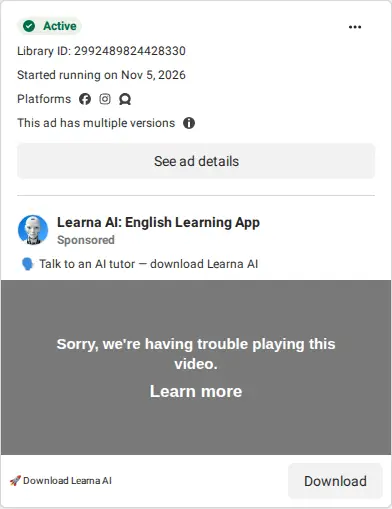 Active
Library ID: 2992489824428330
Started running on Nov 5, 2026
Platforms
This ad has multiple versions
See ad details
Learna AI: English Learning App
Sponsored
🗣️ Talk to an AI tutor — download Learna AI
Sorry, we're having trouble playing this
video.
Learn more
🚀 Download Learna AI
Download